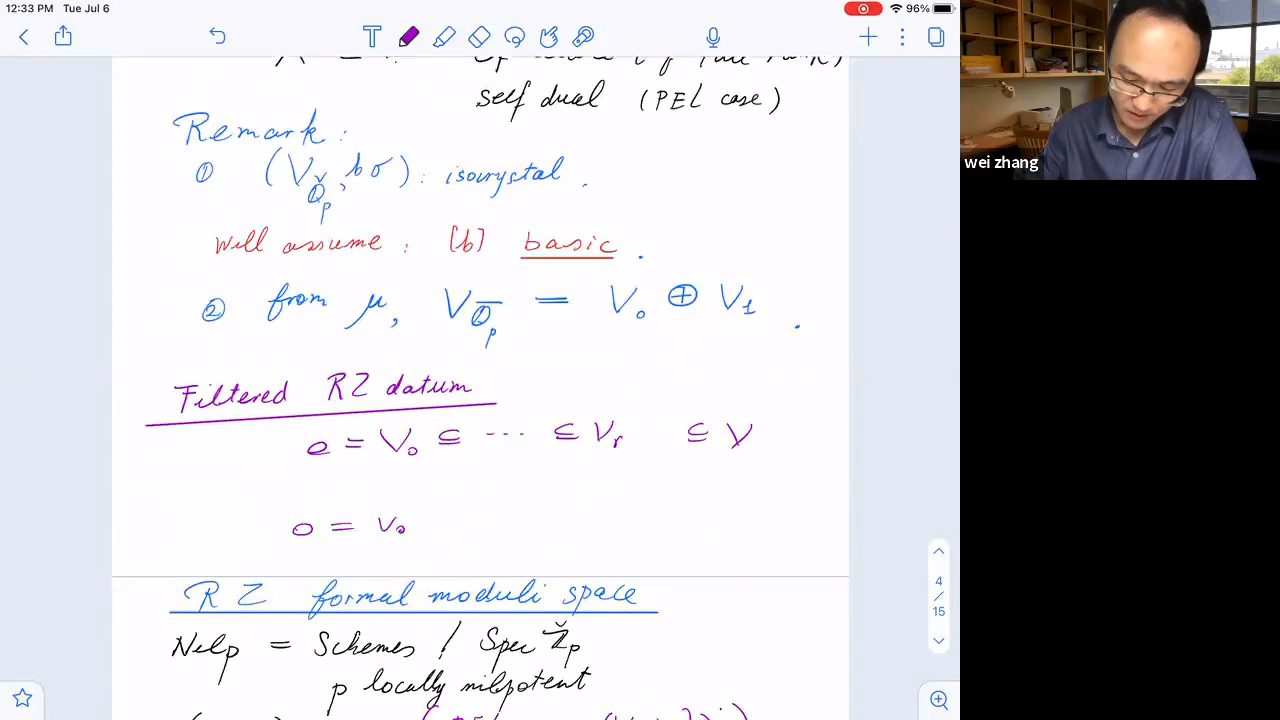 12:33 PM Tue Jul 6
96%
self dual (PEL case)
Remark:
① (V_{Q̆_p}, bσ): isocrystal.
Will assume: [b] basic.
② from μ, V_{Q̄_p} = V_0 ⊕ V_1.
Filtered RZ datum
0 = V_0 ⊆ ... ⊆ V_r ⊆ V
0 = V_0
RZ formal moduli space
Nilp = Schemes / Spec Z̆_p
p locally nilpotent
wei zhang
4
/
15